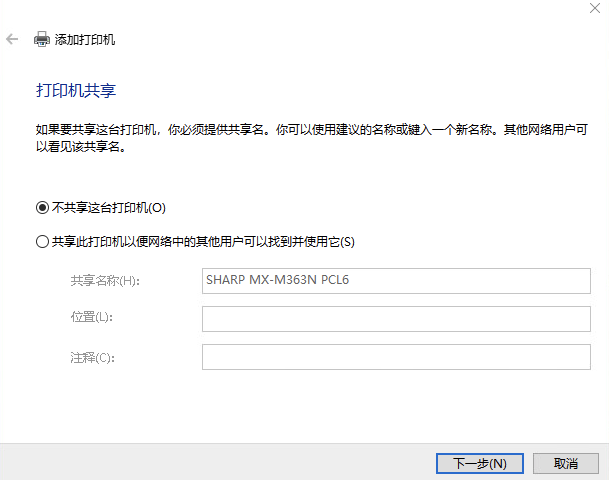 添加打印机
打印机共享
如果要共享这台打印机，你必须提供共享名。你可以使用建议的名称或键入一个新名称。其他网络用户可
以看见该共享名。
不共享这台打印机(O)
共享此打印机以便网络中的其他用户可以找到并使用它(S)
共享名称(H): SHARP MX-M363N PCL6
位置(L):
注释(C):
下一步(N) 取消